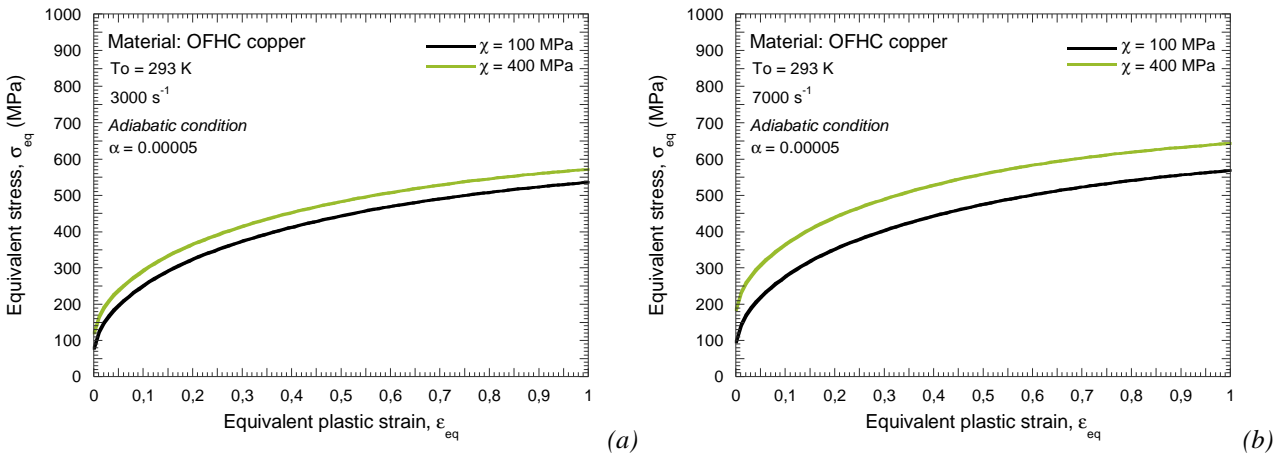 1000
900
800
700
600
500
400
300
200
100
0
Equivalent stress, σeq (MPa)
Material: OFHC copper
To = 293 K
3000 s-1
Adiabatic condition
α = 0.00005
χ = 100 MPa
χ = 400 MPa
0 0,1 0,2 0,3 0,4 0,5 0,6 0,7 0,8 0,9 1
Equivalent plastic strain, εeq
(a)
1000
900
800
700
600
500
400
300
200
100
0
Equivalent stress, σeq (MPa)
Material: OFHC copper
To = 293 K
7000 s-1
Adiabatic condition
α = 0.00005
χ = 100 MPa
χ = 400 MPa
0 0,1 0,2 0,3 0,4 0,5 0,6 0,7 0,8 0,9 1
Equivalent plastic strain, εeq
(b)